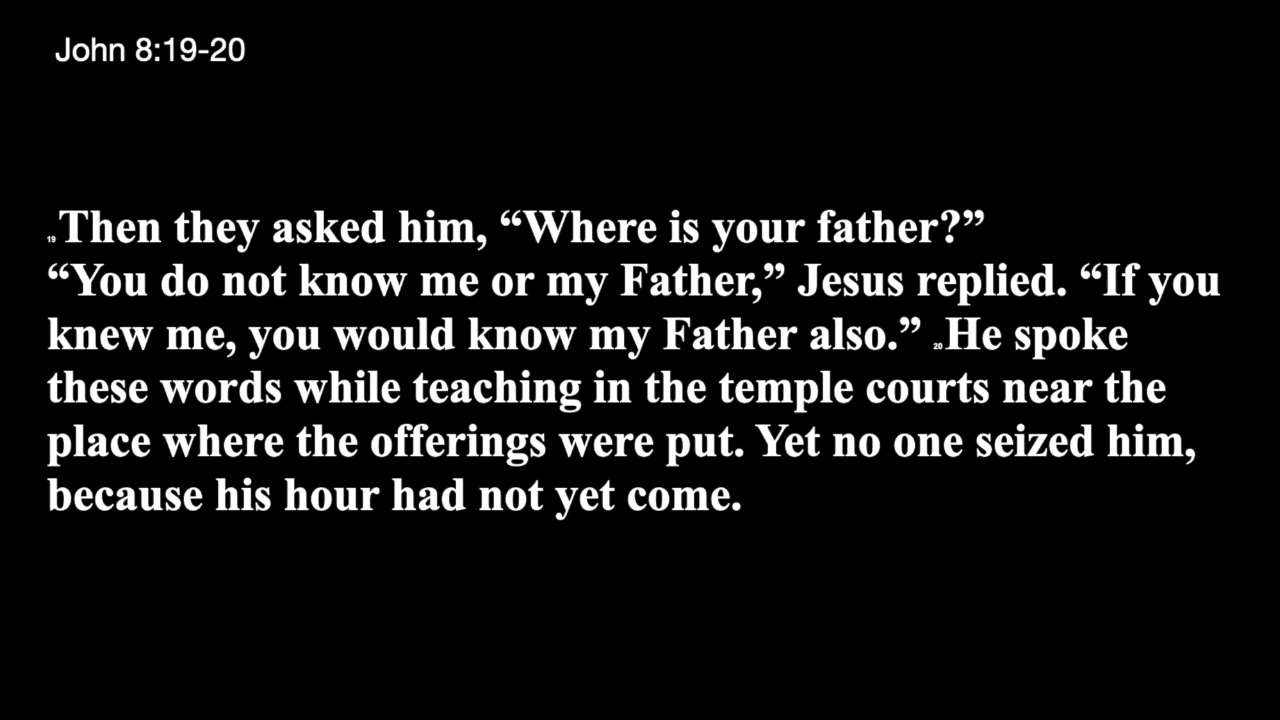 John 8:19-20
19Then they asked him, “Where is your father?”
“You do not know me or my Father,” Jesus replied. “If you
knew me, you would know my Father also.” 20He spoke
these words while teaching in the temple courts near the
place where the offerings were put. Yet no one seized him,
because his hour had not yet come.